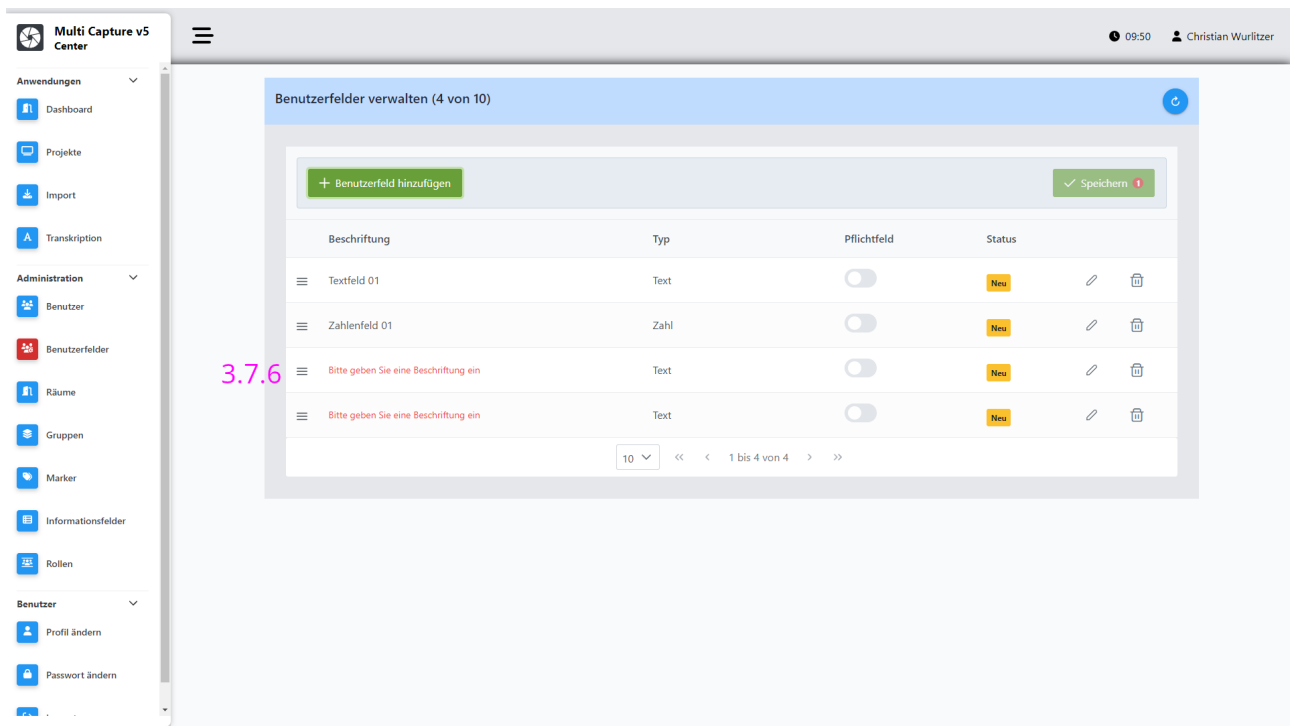 Multi Capture v5
Center
09:50 Christian Wurlitzer
Anwendungen
Dashboard
Projekte
Import
Transkription
Administration
Benutzer
Benutzerfelder
Räume
Gruppen
Marker
Informationsfelder
Rollen
Benutzer
Profil ändern
Passwort ändern
Benutzerfelder verwalten (4 von 10)
+ Benutzerfeld hinzufügen
Speichern 1
Beschriftung Typ Pflichtfeld Status
Textfeld 01 Text Neu
Zahlenfeld 01 Zahl Neu
3.7.6 Bitte geben Sie eine Beschriftung ein Text Neu
Bitte geben Sie eine Beschriftung ein Text Neu
10 << < 1 bis 4 von 4 > >>